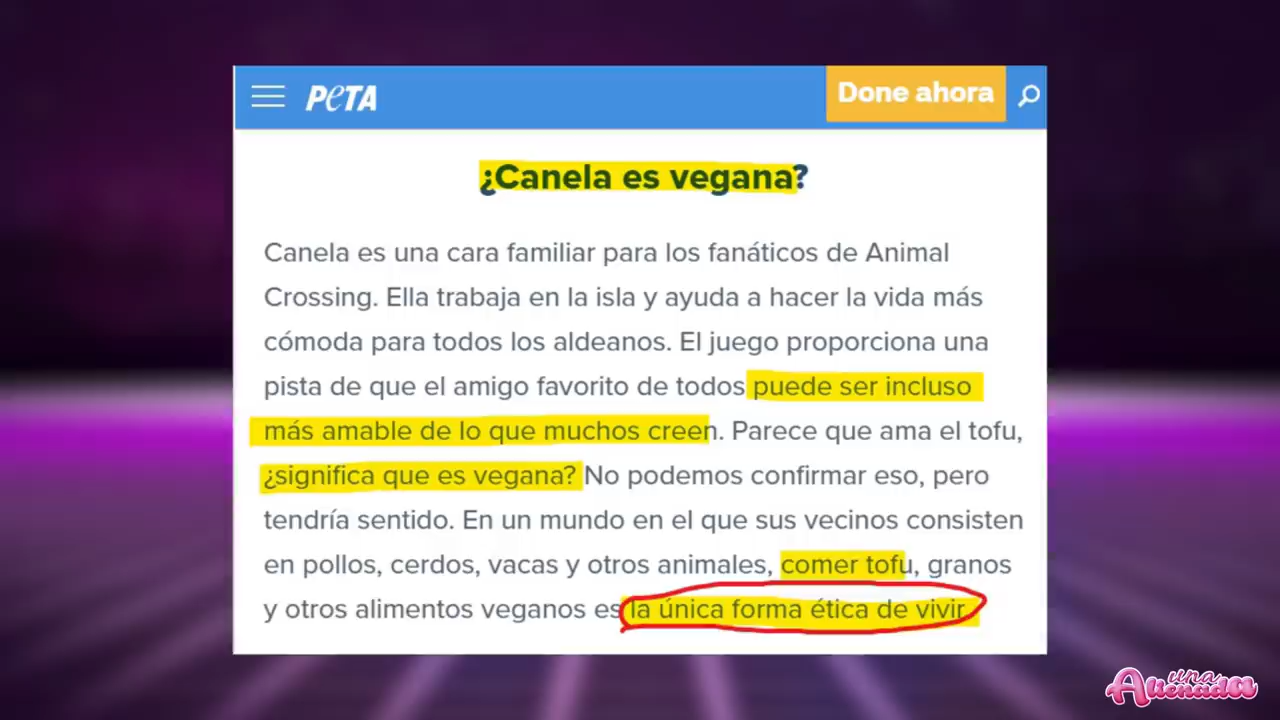 PETA
Done ahora
¿Canela es vegana?
Canela es una cara familiar para los fanáticos de Animal
Crossing. Ella trabaja en la isla y ayuda a hacer la vida más
cómoda para todos los aldeanos. El juego proporciona una
pista de que el amigo favorito de todos puede ser incluso
más amable de lo que muchos creen. Parece que ama el tofu,
¿significa que es vegana? No podemos confirmar eso, pero
tendría sentido. En un mundo en el que sus vecinos consisten
en pollos, cerdos, vacas y otros animales, comer tofu, granos
y otros alimentos veganos es la única forma ética de vivir.
una
Alienada